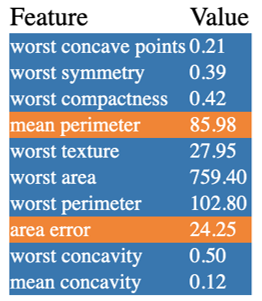 Feature Value
worst concave points 0.21
worst symmetry 0.39
worst compactness 0.42
mean perimeter 85.98
worst texture 27.95
worst area 759.40
worst perimeter 102.80
area error 24.25
worst concavity 0.50
mean concavity 0.12